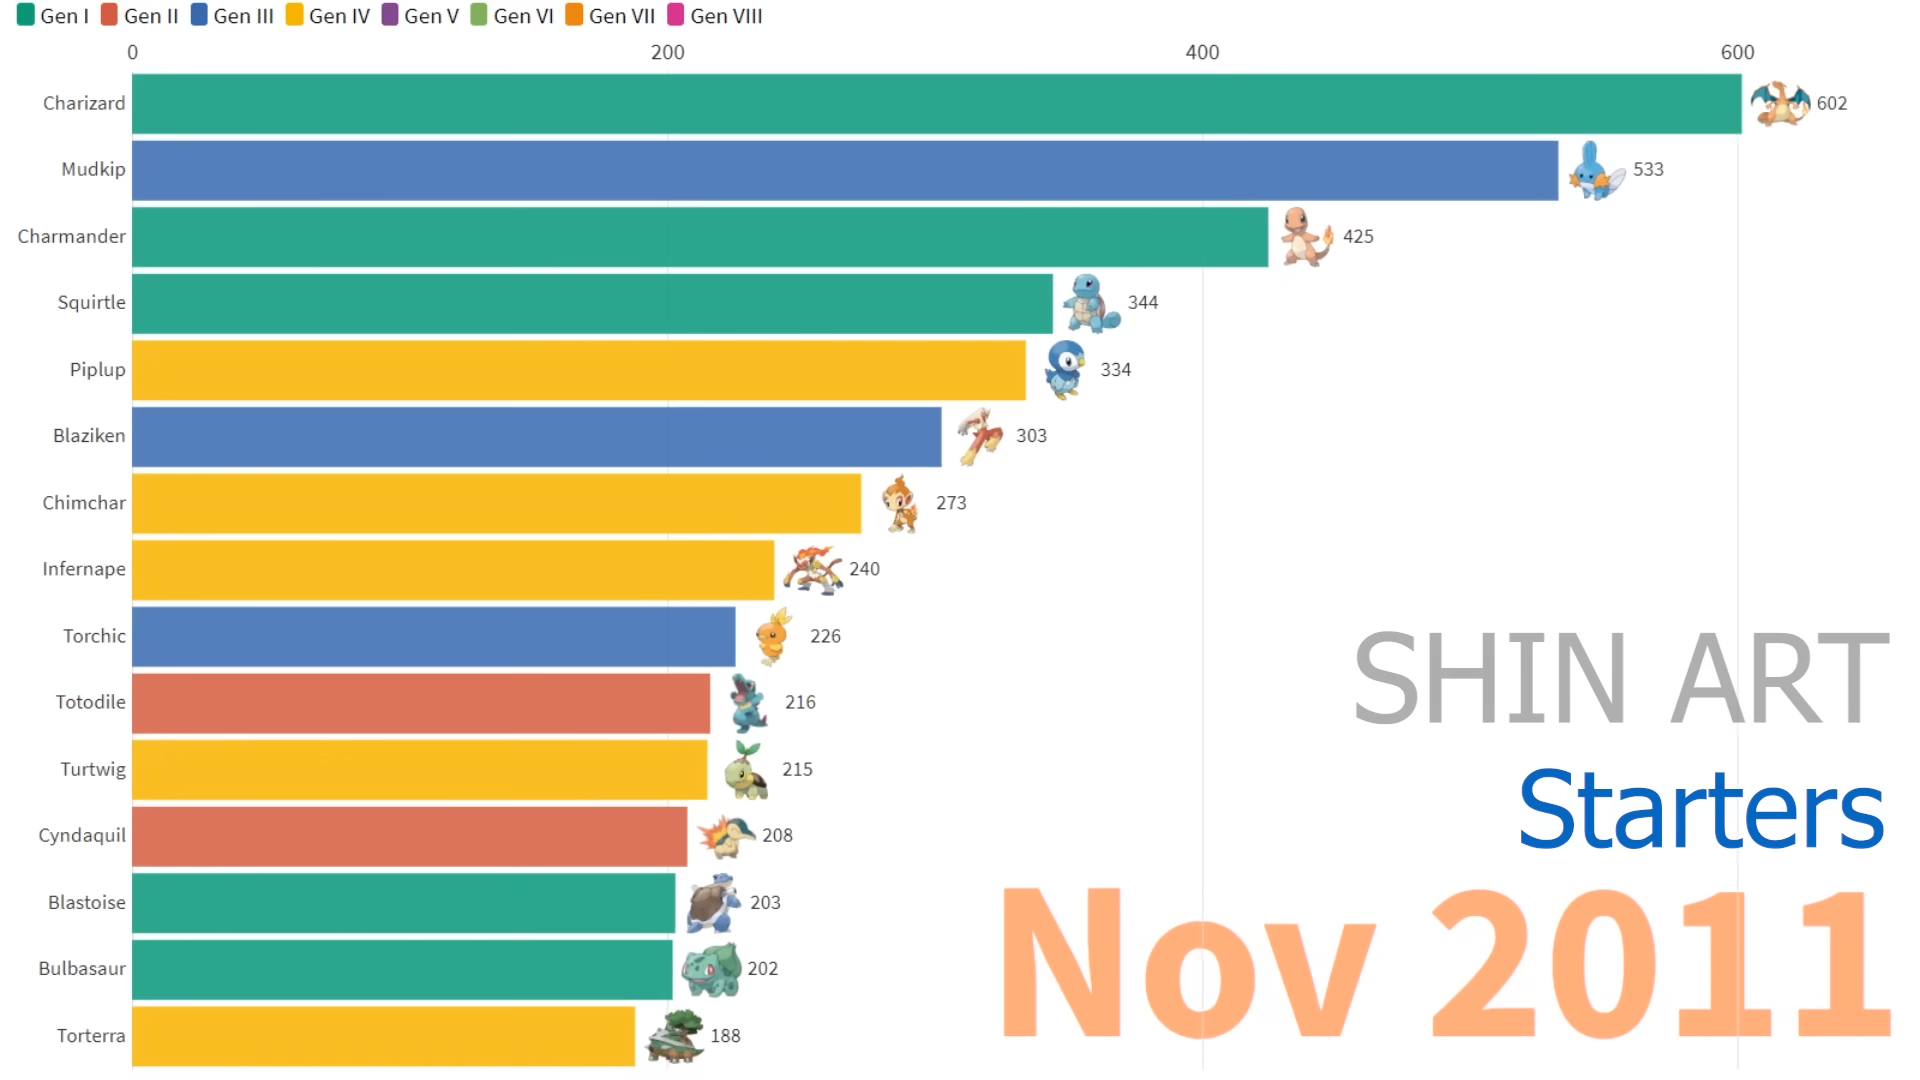 Gen I Gen II Gen III Gen IV Gen V Gen VI Gen VII Gen VIII
0 200 400 600
Charizard 602
Mudkip 533
Charmander 425
Squirtle 344
Piplup 334
Blaziken 303
Chimchar 273
Infernape 240
Torchic 226
Totodile 216
Turtwig 215
Cyndaquil 208
Blastoise 203
Bulbasaur 202
Torterra 188
SHIN ART
Starters
Nov 2011